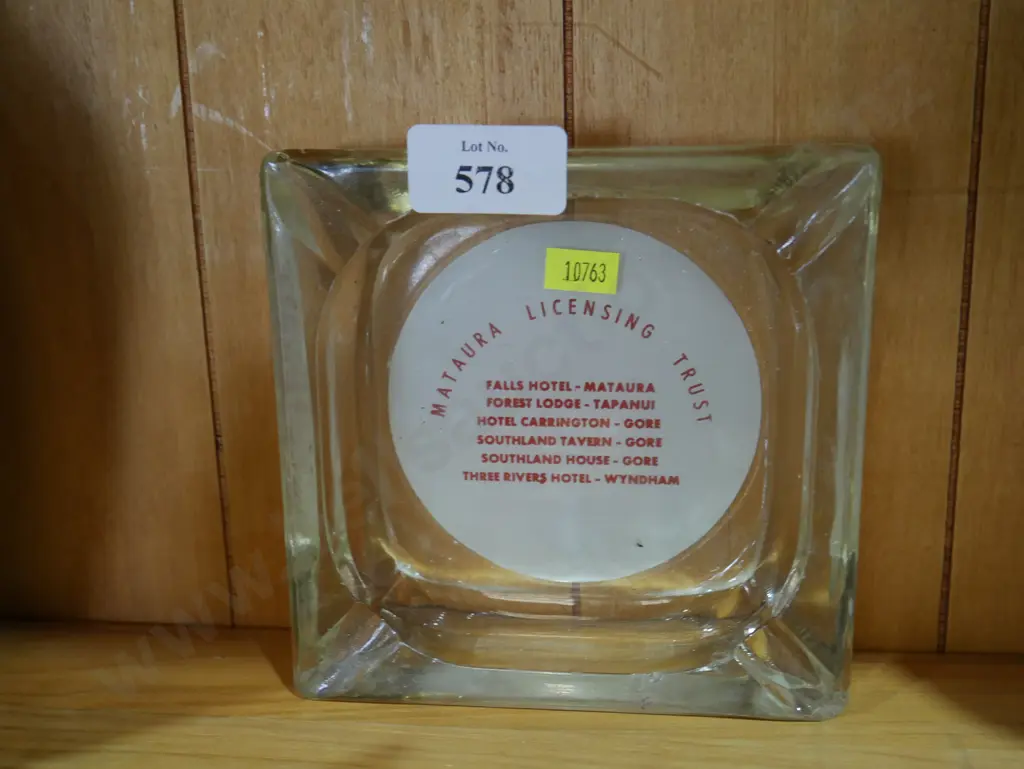 Lot No.
578
10763
MATAURA LICENSING TRUST
FALLS HOTEL - MATAURA
FOREST LODGE - TAPANUI
HOTEL CARRINGTON - GORE
SOUTHLAND TAVERN - GORE
SOUTHLAND HOUSE - GORE
THREE RIVERS HOTEL - WYNDHAM